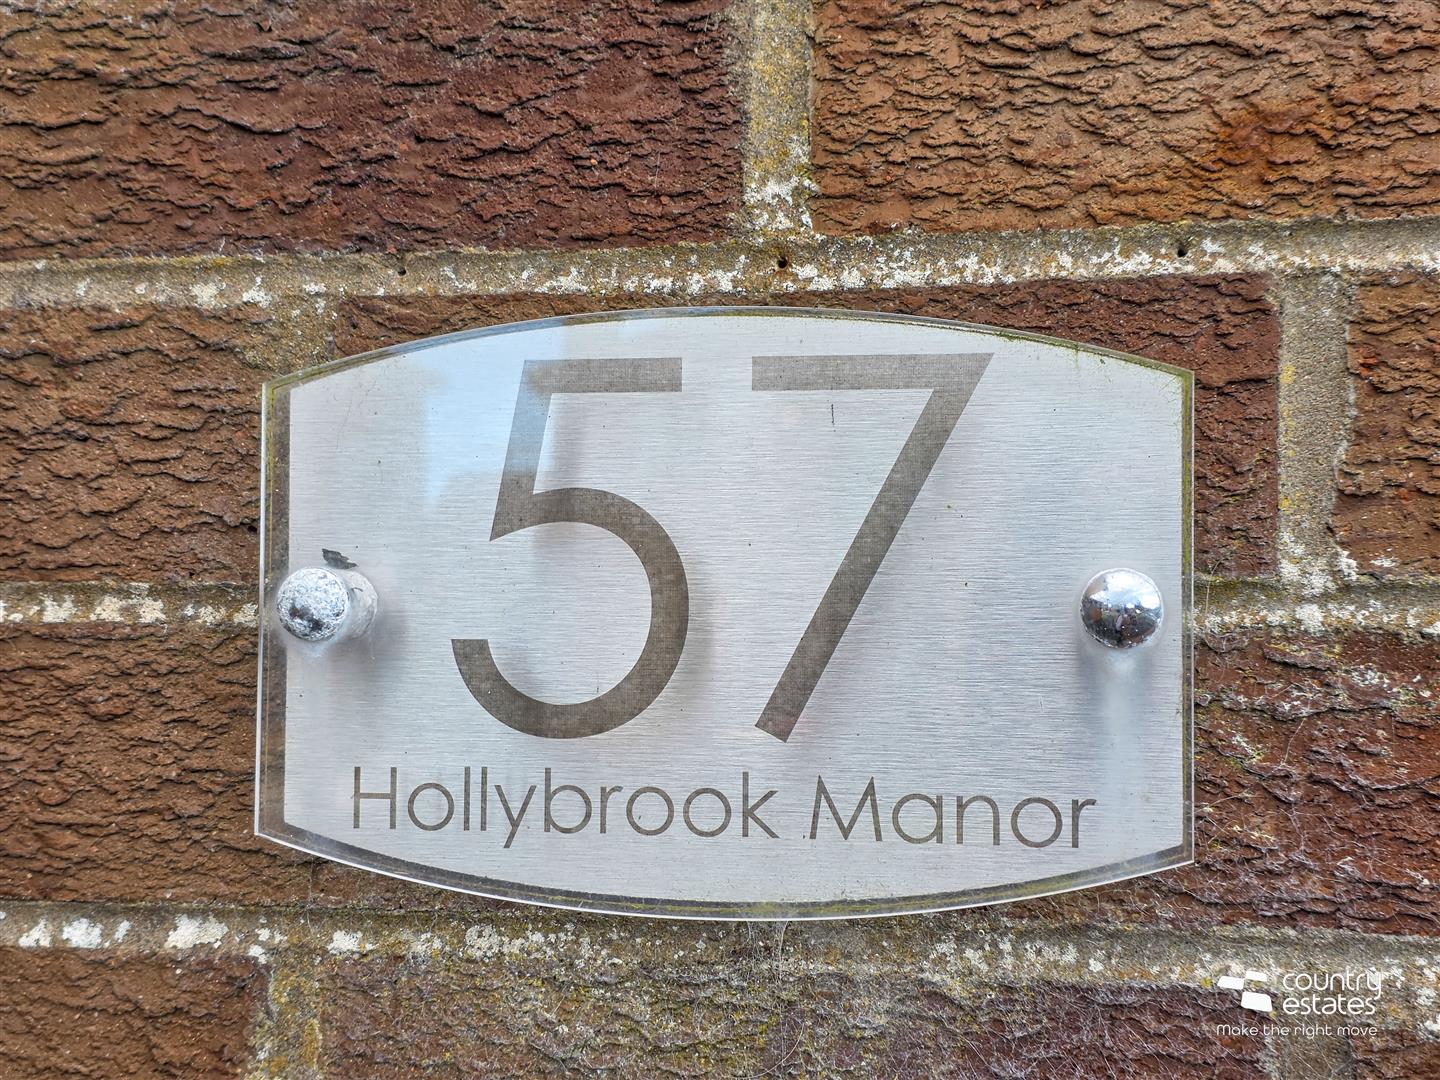 57
Hollybrook Manor
country
estates
Make the right move